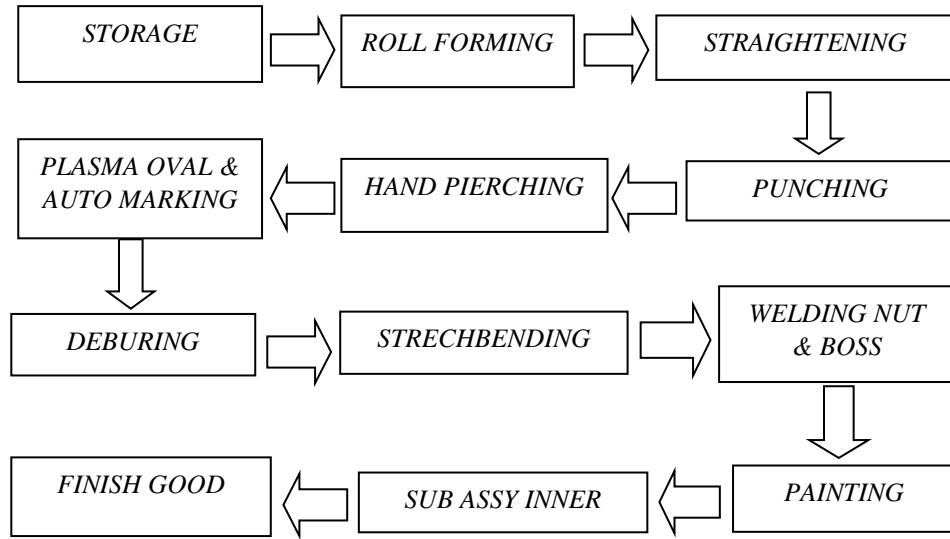 STORAGE
ROLL FORMING
STRAIGHTENING
PUNCHING
HAND PIERCHING
PLASMA OVAL &
AUTO MARKING
DEBURING
STRECHBENDING
WELDING NUT
& BOSS
PAINTING
SUB ASSY INNER
FINISH GOOD